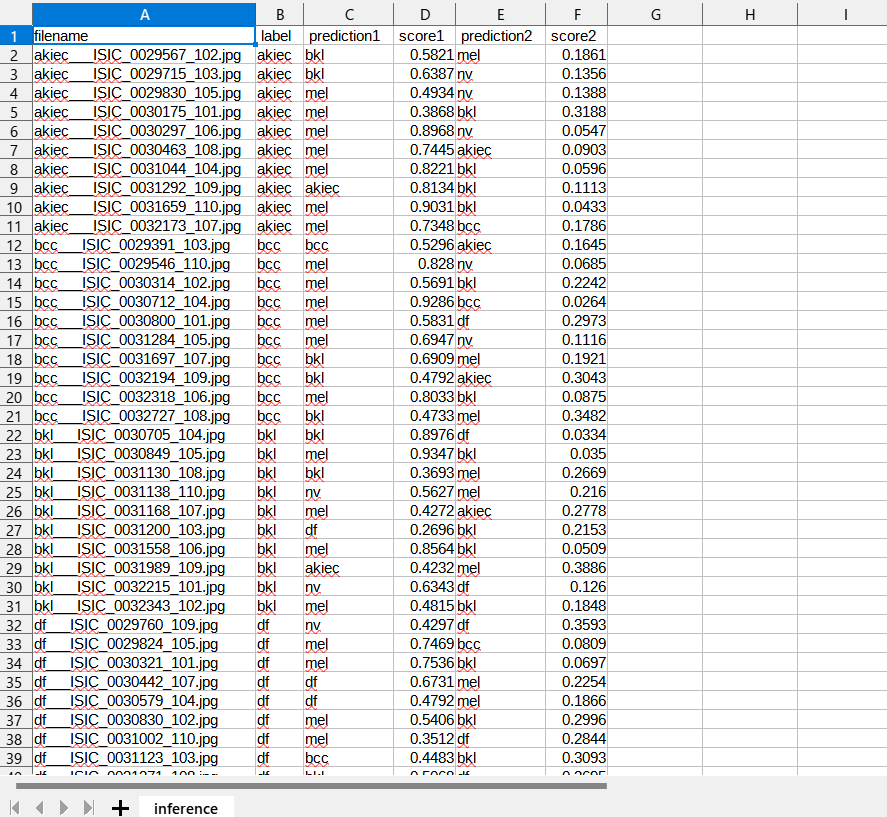 A B C D E F G H I
1 filename label prediction1 score1 prediction2 score2
2 akiec___ISIC_0029567_102.jpg akiec bkl 0.5821 mel 0.1861
3 akiec___ISIC_0029715_103.jpg akiec bkl 0.6387 nv 0.1356
4 akiec___ISIC_0029830_105.jpg akiec mel 0.4934 nv 0.1388
5 akiec___ISIC_0030175_101.jpg akiec mel 0.3868 bkl 0.3188
6 akiec___ISIC_0030297_106.jpg akiec mel 0.8968 nv 0.0547
7 akiec___ISIC_0030463_108.jpg akiec mel 0.7445 akiec 0.0903
8 akiec___ISIC_0031044_104.jpg akiec mel 0.8221 bkl 0.0596
9 akiec___ISIC_0031292_109.jpg akiec akiec 0.8134 bkl 0.1113
10 akiec___ISIC_0031659_110.jpg akiec mel 0.9031 bkl 0.0433
11 akiec___ISIC_0032173_107.jpg akiec mel 0.7348 bcc 0.1786
12 bcc___ISIC_0029391_103.jpg bcc bcc 0.5296 akiec 0.1645
13 bcc___ISIC_0029546_110.jpg bcc mel 0.828 nv 0.0685
14 bcc___ISIC_0030314_102.jpg bcc mel 0.5691 bkl 0.2242
15 bcc___ISIC_0030712_104.jpg bcc mel 0.9286 bcc 0.0264
16 bcc___ISIC_0030800_101.jpg bcc mel 0.5831 df 0.2973
17 bcc___ISIC_0031284_105.jpg bcc mel 0.6947 nv 0.1116
18 bcc___ISIC_0031697_107.jpg bcc bkl 0.6909 mel 0.1921
19 bcc___ISIC_0032194_109.jpg bcc bkl 0.4792 akiec 0.3043
20 bcc___ISIC_0032318_106.jpg bcc mel 0.8033 bkl 0.0875
21 bcc___ISIC_0032727_108.jpg bcc bkl 0.4733 mel 0.3482
22 bkl___ISIC_0030705_104.jpg bkl bkl 0.8976 df 0.0334
23 bkl___ISIC_0030849_105.jpg bkl mel 0.9347 bkl 0.035
24 bkl___ISIC_0031130_108.jpg bkl bkl 0.3693 mel 0.2669
25 bkl___ISIC_0031138_110.jpg bkl nv 0.5627 mel 0.216
26 bkl___ISIC_0031168_107.jpg bkl mel 0.4272 akiec 0.2778
27 bkl___ISIC_0031200_103.jpg bkl df 0.2696 bkl 0.2153
28 bkl___ISIC_0031558_106.jpg bkl mel 0.8564 bkl 0.0509
29 bkl___ISIC_0031989_109.jpg bkl akiec 0.4232 mel 0.3886
30 bkl___ISIC_0032215_101.jpg bkl nv 0.6343 df 0.126
31 bkl___ISIC_0032343_102.jpg bkl mel 0.4815 bkl 0.1848
32 df___ISIC_0029760_109.jpg df nv 0.4297 df 0.3593
33 df___ISIC_0029824_105.jpg df mel 0.7469 bcc 0.0809
34 df___ISIC_0030321_101.jpg df mel 0.7536 bkl 0.0697
35 df___ISIC_0030442_107.jpg df df 0.6731 mel 0.2254
36 df___ISIC_0030579_104.jpg df df 0.4792 mel 0.1866
37 df___ISIC_0030830_102.jpg df mel 0.5406 bkl 0.2996
38 df___ISIC_0031002_110.jpg df mel 0.3512 df 0.2844
39 df___ISIC_0031123_103.jpg df bcc 0.4483 bkl 0.3093
inference